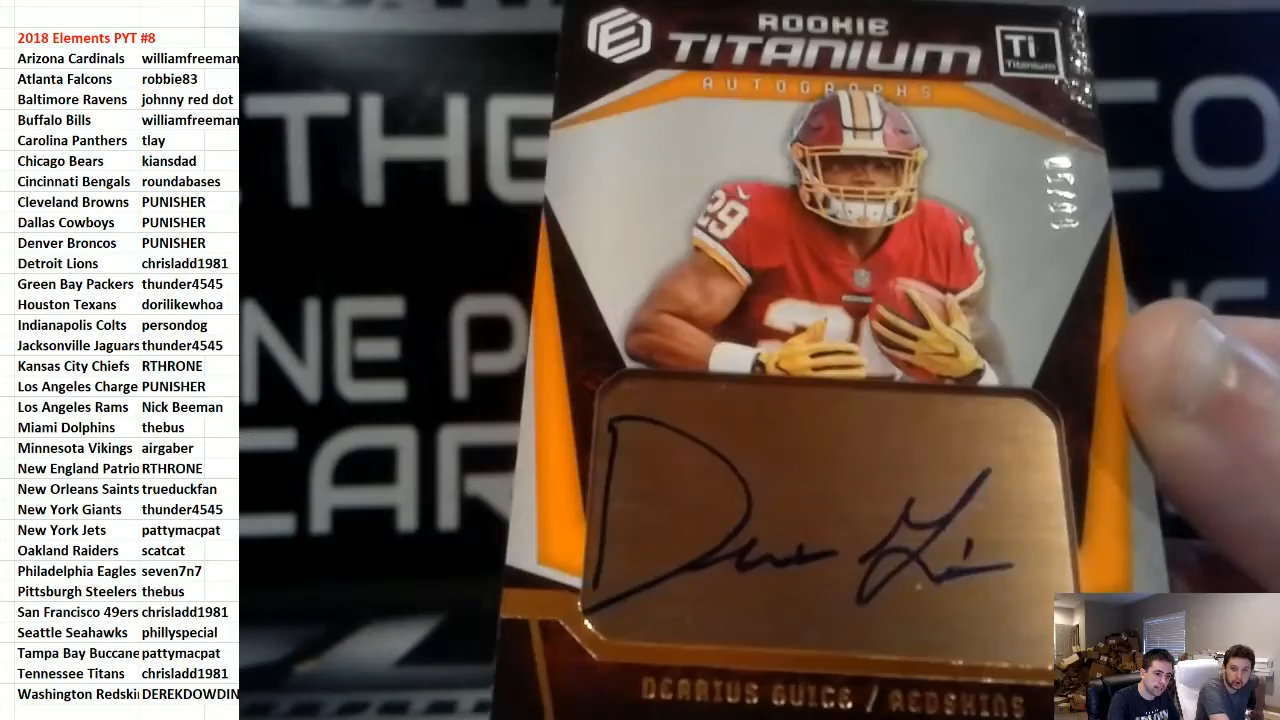 2018 Elements PYT #8
Arizona Cardinals williamfreeman
Atlanta Falcons robbie83
Baltimore Ravens johnny red dot
Buffalo Bills williamfreeman
Carolina Panthers tlay
Chicago Bears kiansdad
Cincinnati Bengals roundabases
Cleveland Browns PUNISHER
Dallas Cowboys PUNISHER
Denver Broncos PUNISHER
Detroit Lions chrisladd1981
Green Bay Packers thunder4545
Houston Texans dorilikewhoa
Indianapolis Colts persondog
Jacksonville Jaguars thunder4545
Kansas City Chiefs RTHRONE
Los Angeles Charge PUNISHER
Los Angeles Rams Nick Beeman
Miami Dolphins thebus
Minnesota Vikings airgaber
New England Patrio RTHRONE
New Orleans Saints trueduckfan
New York Giants thunder4545
New York Jets pattymacpat
Oakland Raiders scatcat
Philadelphia Eagles seven7n7
Pittsburgh Steelers thebus
San Francisco 49ers chrisladd1981
Seattle Seahawks phillyspecial
Tampa Bay Buccane pattymacpat
Tennessee Titans chrisladd1981
Washington Redski DEREKDOWDIN
ROOKIE
TITANIUM
AUTOGRAPHS
Ti
Titanium
29
DERRIUS GUICE / REDSKINS
THE
CO
NE P
CAR